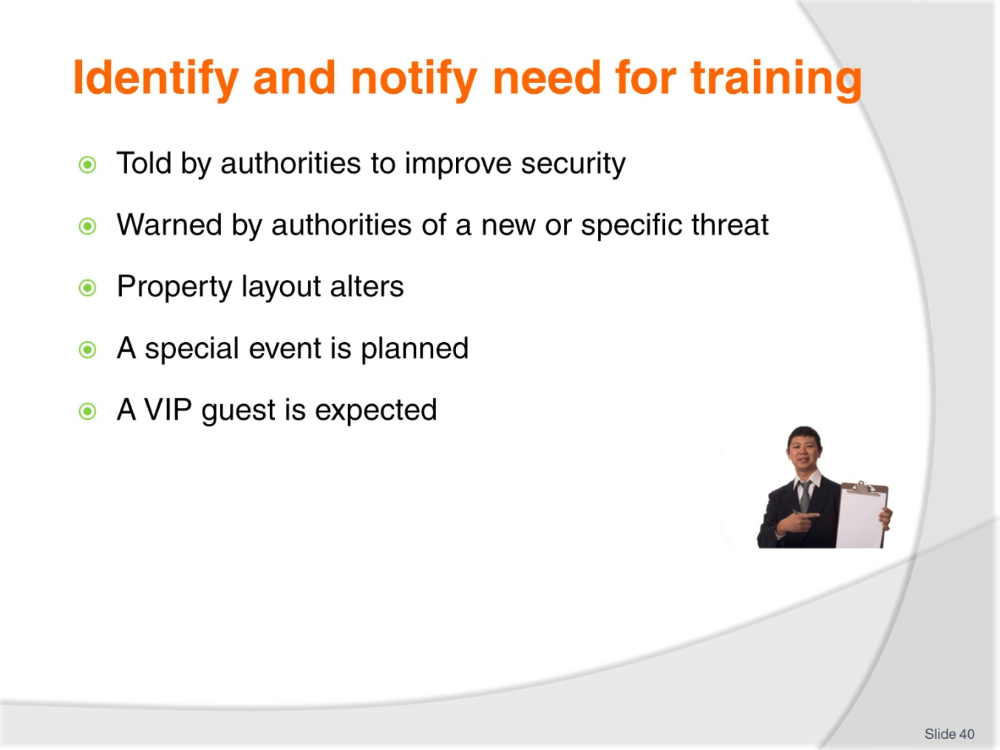 Identify and notify need for training
Told by authorities to improve security
Warned by authorities of a new or specific threat
Property layout alters
A special event is planned
A VIP guest is expected
Slide 40